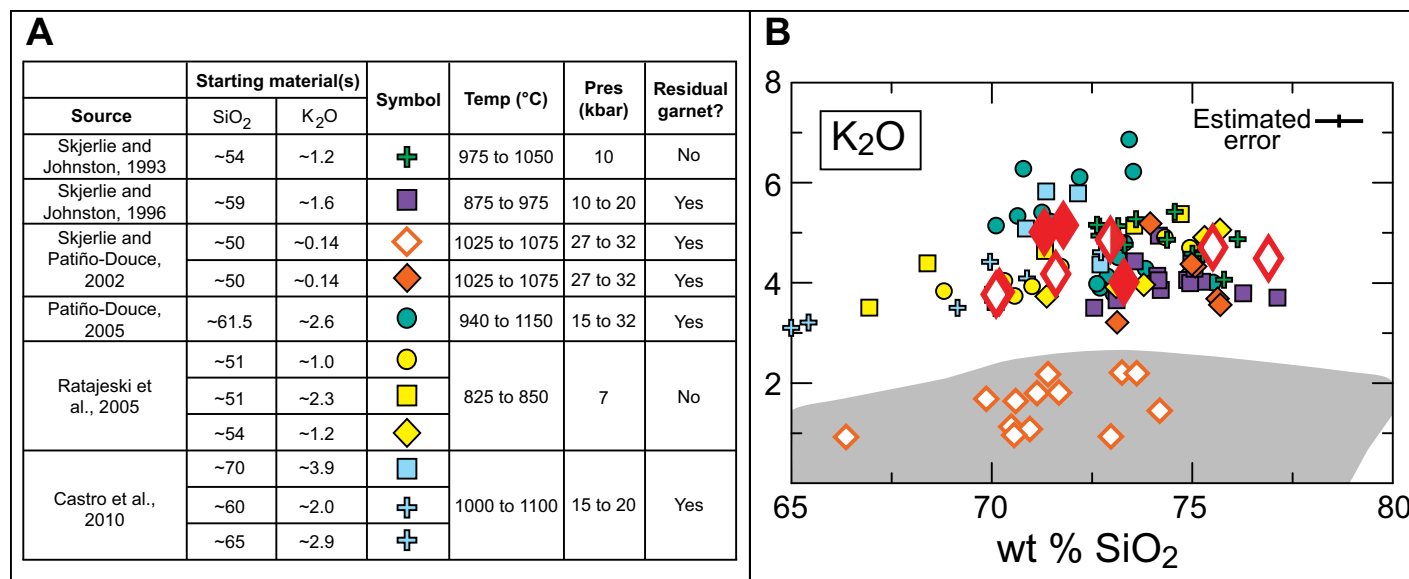 A
Starting material(s)
Source
SiO2
K2O
Symbol
Temp (°C)
Pres
(kbar)
Residual
garnet?
Skjerlie and
Johnston, 1993
~54
~1.2
975 to 1050
10
No
Skjerlie and
Johnston, 1996
~59
~1.6
875 to 975
10 to 20
Yes
Skjerlie and
Patiño-Douce,
2002
~50
~0.14
1025 to 1075
27 to 32
Yes
~50
~0.14
1025 to 1075
27 to 32
Yes
Patiño-Douce,
2005
~61.5
~2.6
940 to 1150
15 to 32
Yes
Ratajeski et
al., 2005
~51
~1.0
~51
~2.3
~54
~1.2
825 to 850
7
No
Castro et al.,
2010
~70
~3.9
~60
~2.0
~65
~2.9
1000 to 1100
15 to 20
Yes
B
K2O
Estimated
error
8
6
4
2
65
70
75
80
wt % SiO2